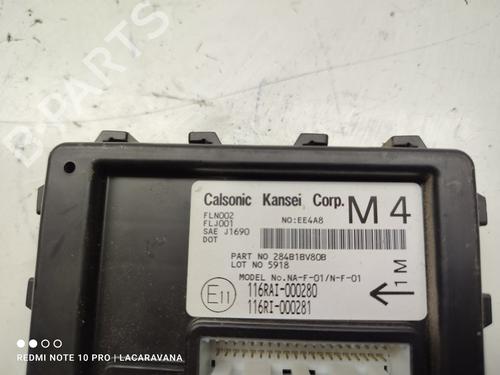 B-PARTS
Calsonic Kansei Corp.
M 4
FLN002
FLJ001
SAE J1690
DOT
NO:EE4A8
PART NO 284B1BV80B
LOT NO 5918
MODEL No.NA-F-01/N-F-01
E11
116RAI-000280
116RI-000281
1M
REDMI NOTE 10 PRO | LACARAVANA